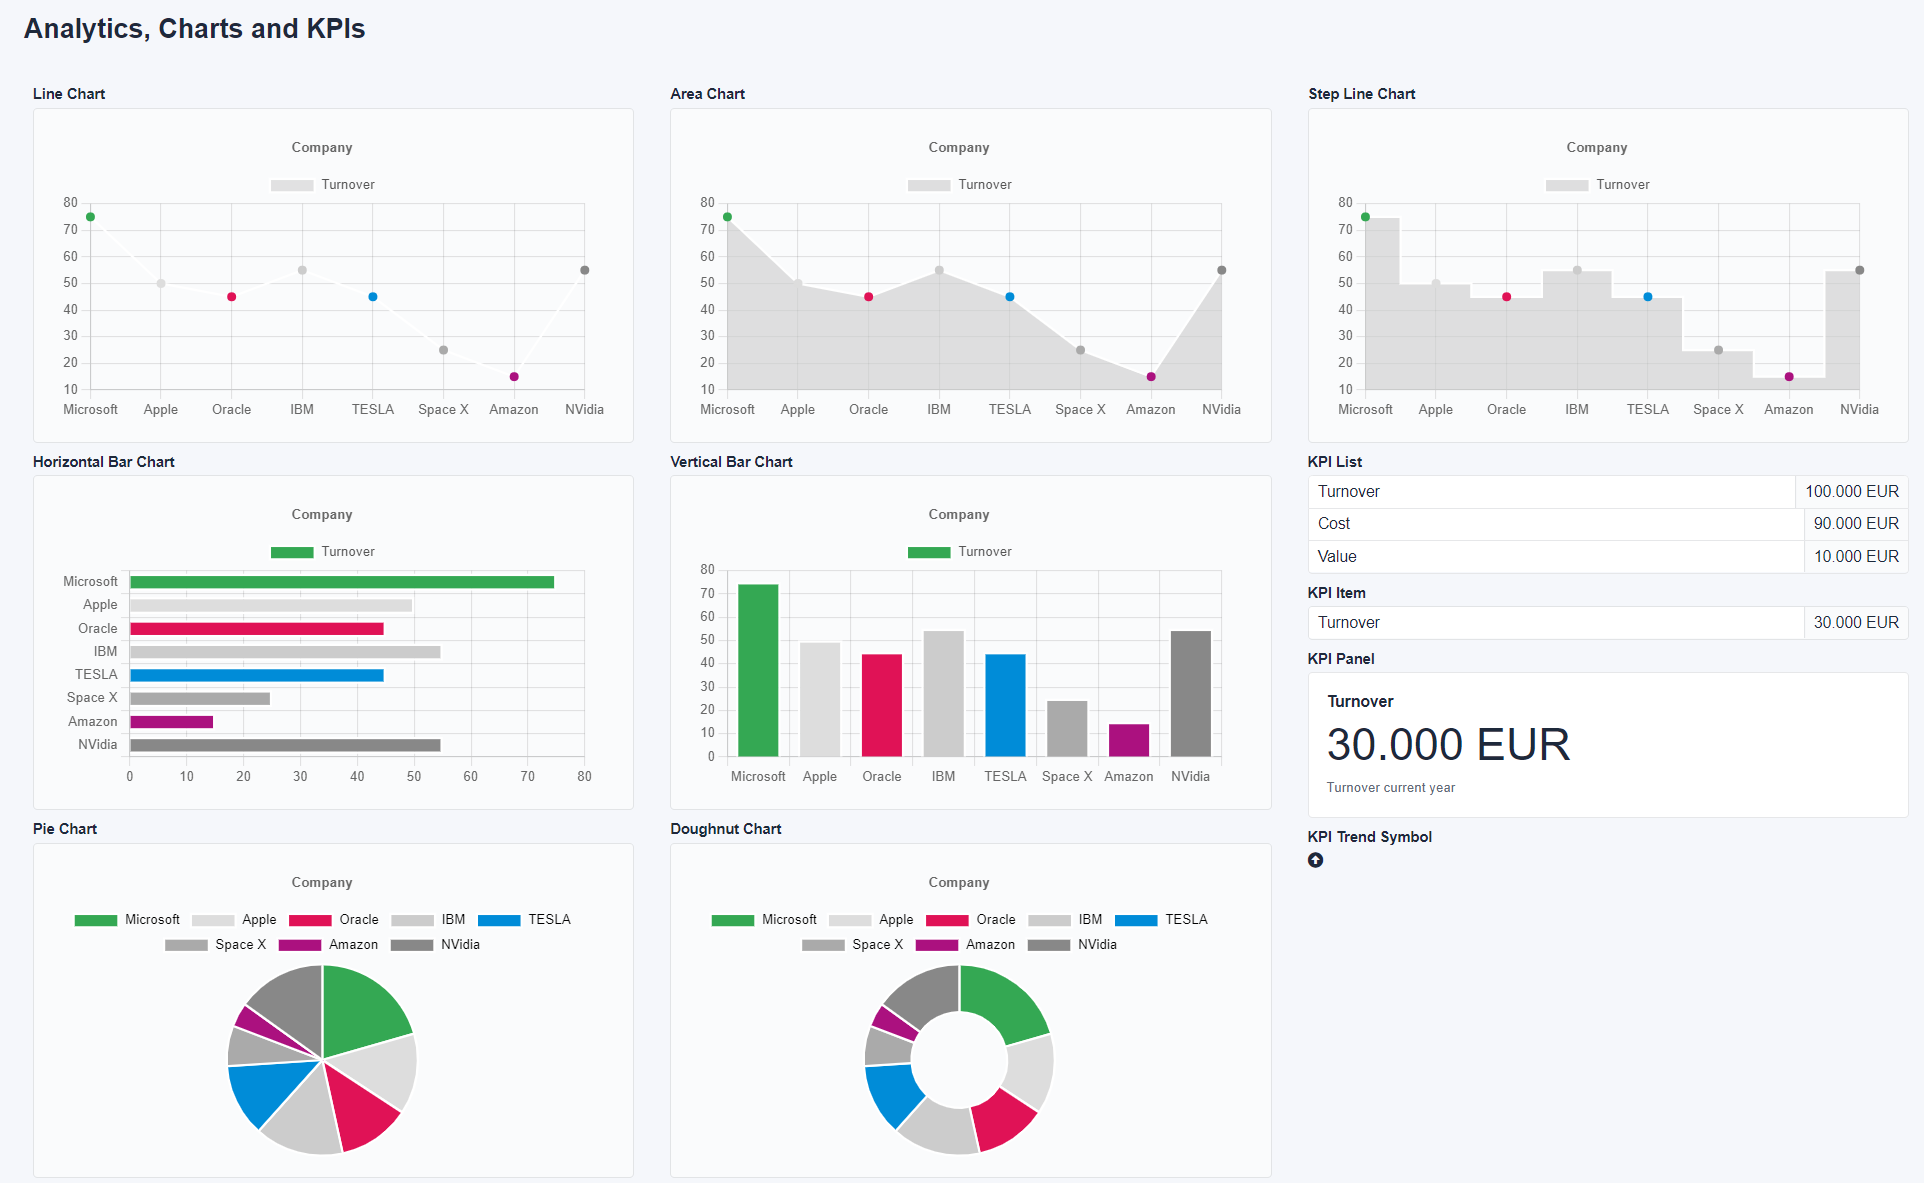 Analytics, Charts and KPIs
Line Chart
Company
Turnover
80
70
60
50
40
30
20
10
Microsoft Apple Oracle IBM TESLA Space X Amazon NVidia
Area Chart
Company
Turnover
80
70
60
50
40
30
20
10
Microsoft Apple Oracle IBM TESLA Space X Amazon NVidia
Step Line Chart
Company
Turnover
80
70
60
50
40
30
20
10
Microsoft Apple Oracle IBM TESLA Space X Amazon NVidia
Horizontal Bar Chart
Company
Turnover
Microsoft
Apple
Oracle
IBM
TESLA
Space X
Amazon
NVidia
0 10 20 30 40 50 60 70 80
Vertical Bar Chart
Company
Turnover
80
70
60
50
40
30
20
10
0
Microsoft Apple Oracle IBM TESLA Space X Amazon NVidia
KPI List
Turnover 100.000 EUR
Cost 90.000 EUR
Value 10.000 EUR
KPI Item
Turnover 30.000 EUR
KPI Panel
Turnover
30.000 EUR
Turnover current year
KPI Trend Symbol
Pie Chart
Company
Microsoft Apple Oracle IBM TESLA
Space X Amazon NVidia
Doughnut Chart
Company
Microsoft Apple Oracle IBM TESLA
Space X Amazon NVidia